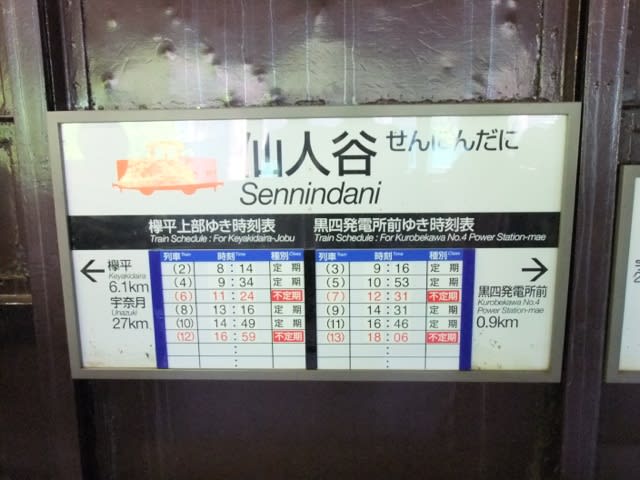 仙人谷 せんにんだに
Sennindani
欅平上部ゆき時刻表
Train Schedule : For Keyakidaira-Jobu
列車 Train 時刻 Time 種別 Class
(2) 8:14 定期
(4) 9:34 定期
(6) 11:24 不定期
(8) 13:16 定期
(10) 14:49 定期
(12) 16:59 不定期
黒四発電所前ゆき時刻表
Train Schedule : For Kurobekawa No.4 Power Station-mae
列車 Train 時刻 Time 種別 Class
(3) 9:16 定期
(5) 10:53 定期
(7) 12:31 不定期
(9) 14:31 定期
(11) 16:46 定期
(13) 18:06 不定期
←
欅平
Keyakidaira
6.1km
宇奈月
Unazuki
27km
→
黒四発電所前
Kurobekawa No.4
Power Station-mae
0.9km